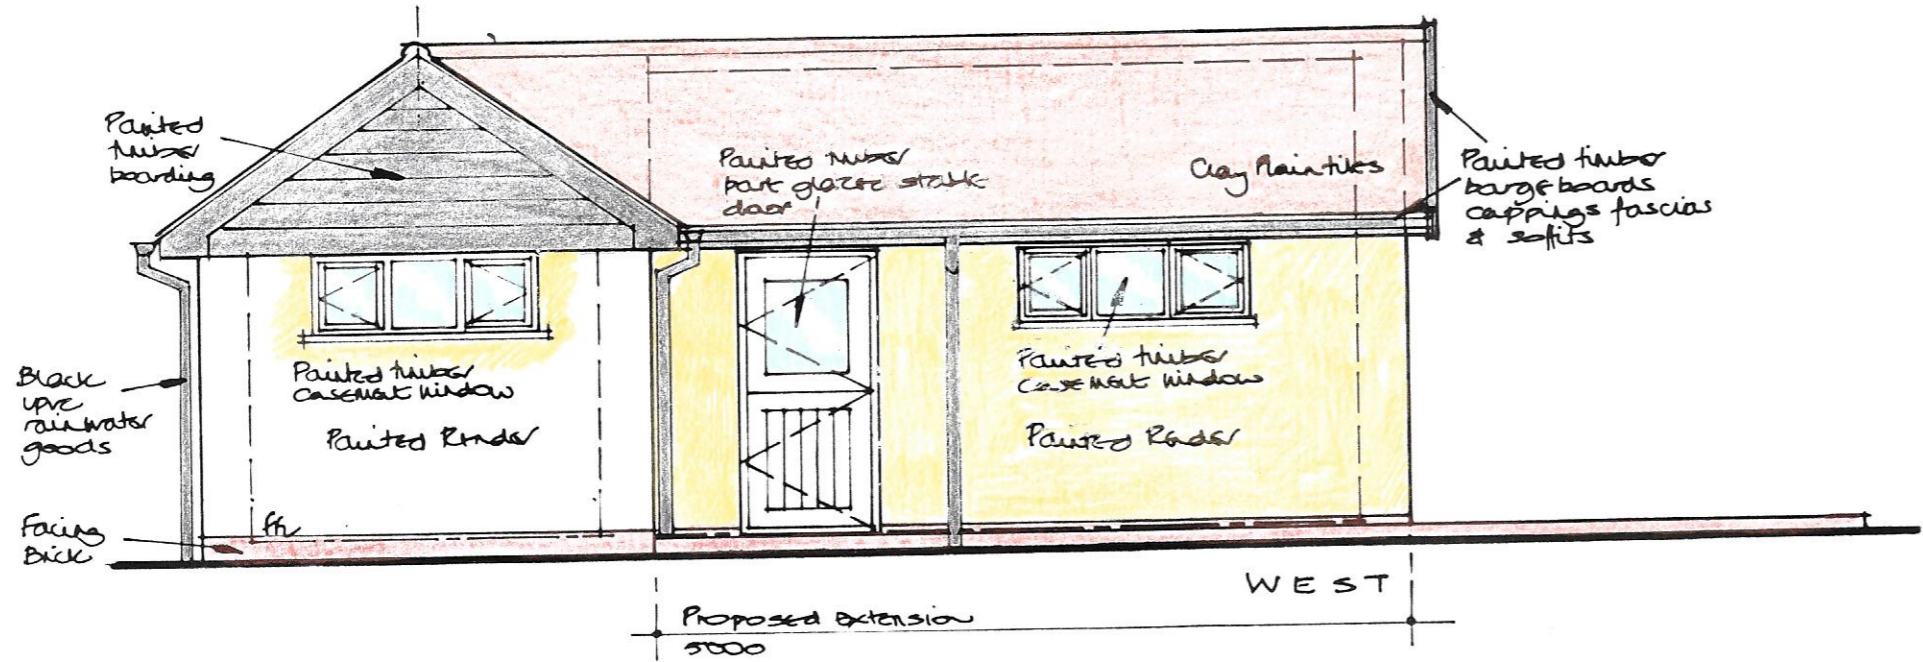 Painted
timber
boarding
Painted timber
part glazed stable
door
Clay Plain tiles
Painted timber
barge boards
cappings fascias
& soffits
Black
upvc
rainwater
goods
Painted timber
casement window
Painted Render
Painted timber
casement window
Painted Render
ffl
Facing
Brick
WEST
Proposed extension
5000